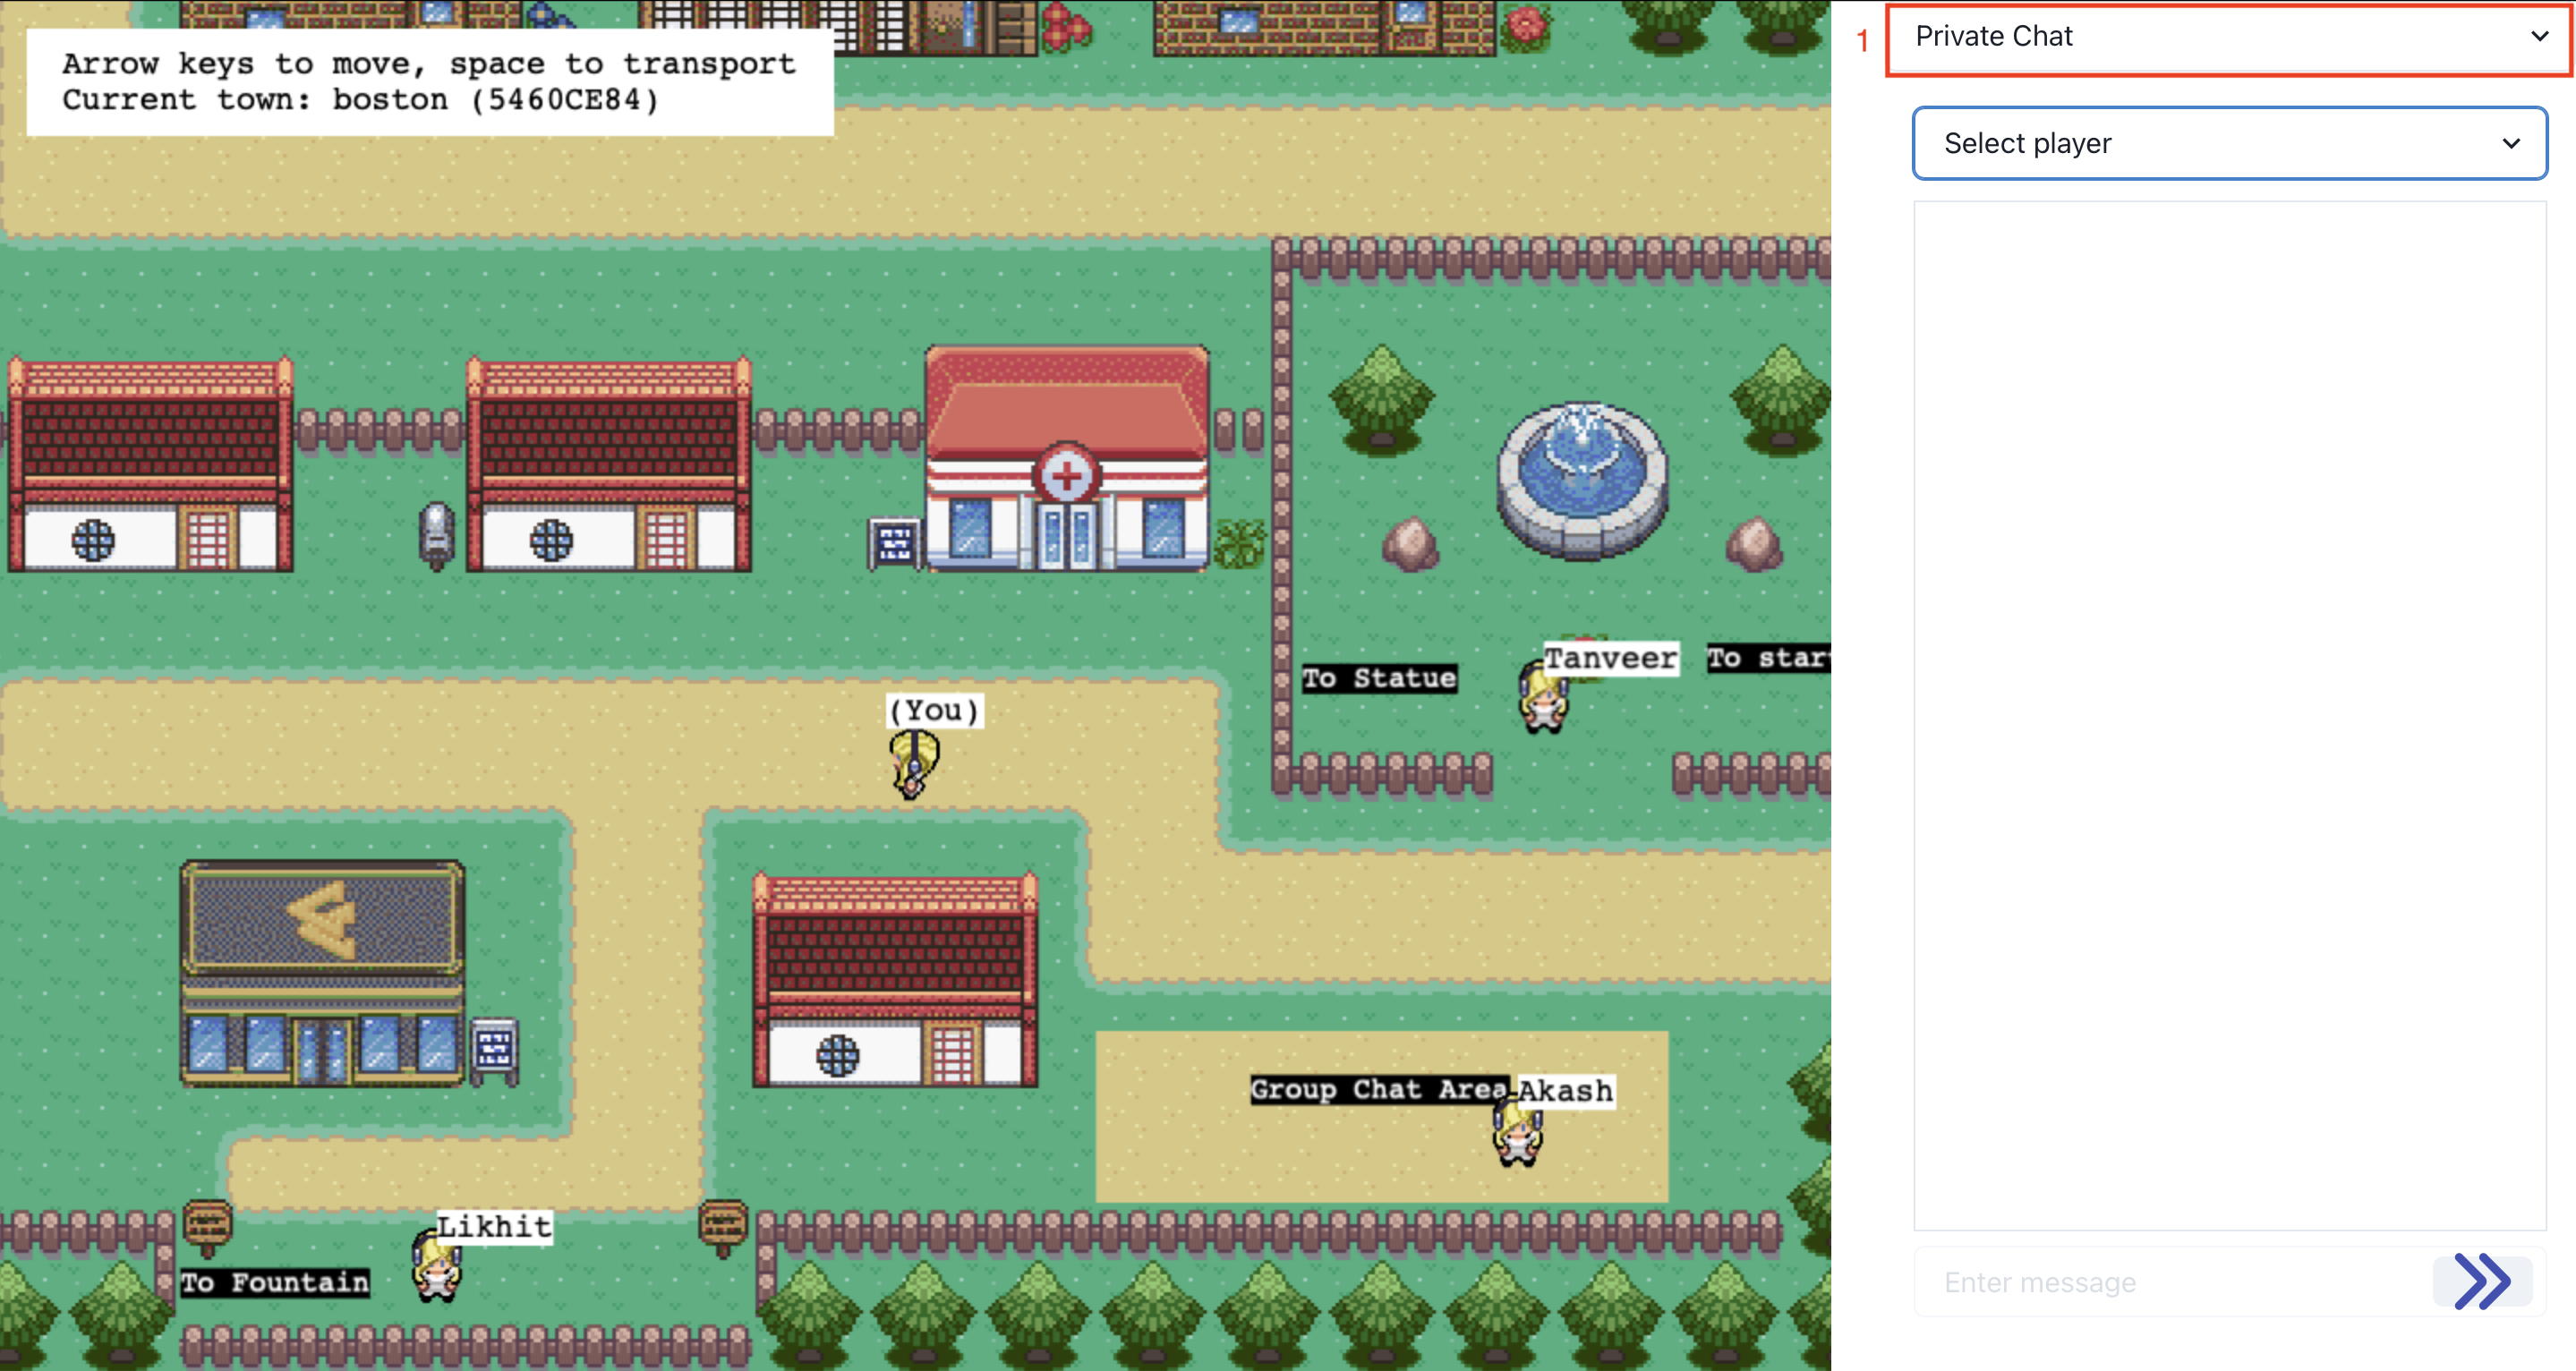 Arrow keys to move, space to transport
Current town: boston (5460CE84)
1
Private Chat
Select player
To Statue
Tanveer
To star
(You)
Group Chat Area
Akash
Likhit
To Fountain
Enter message